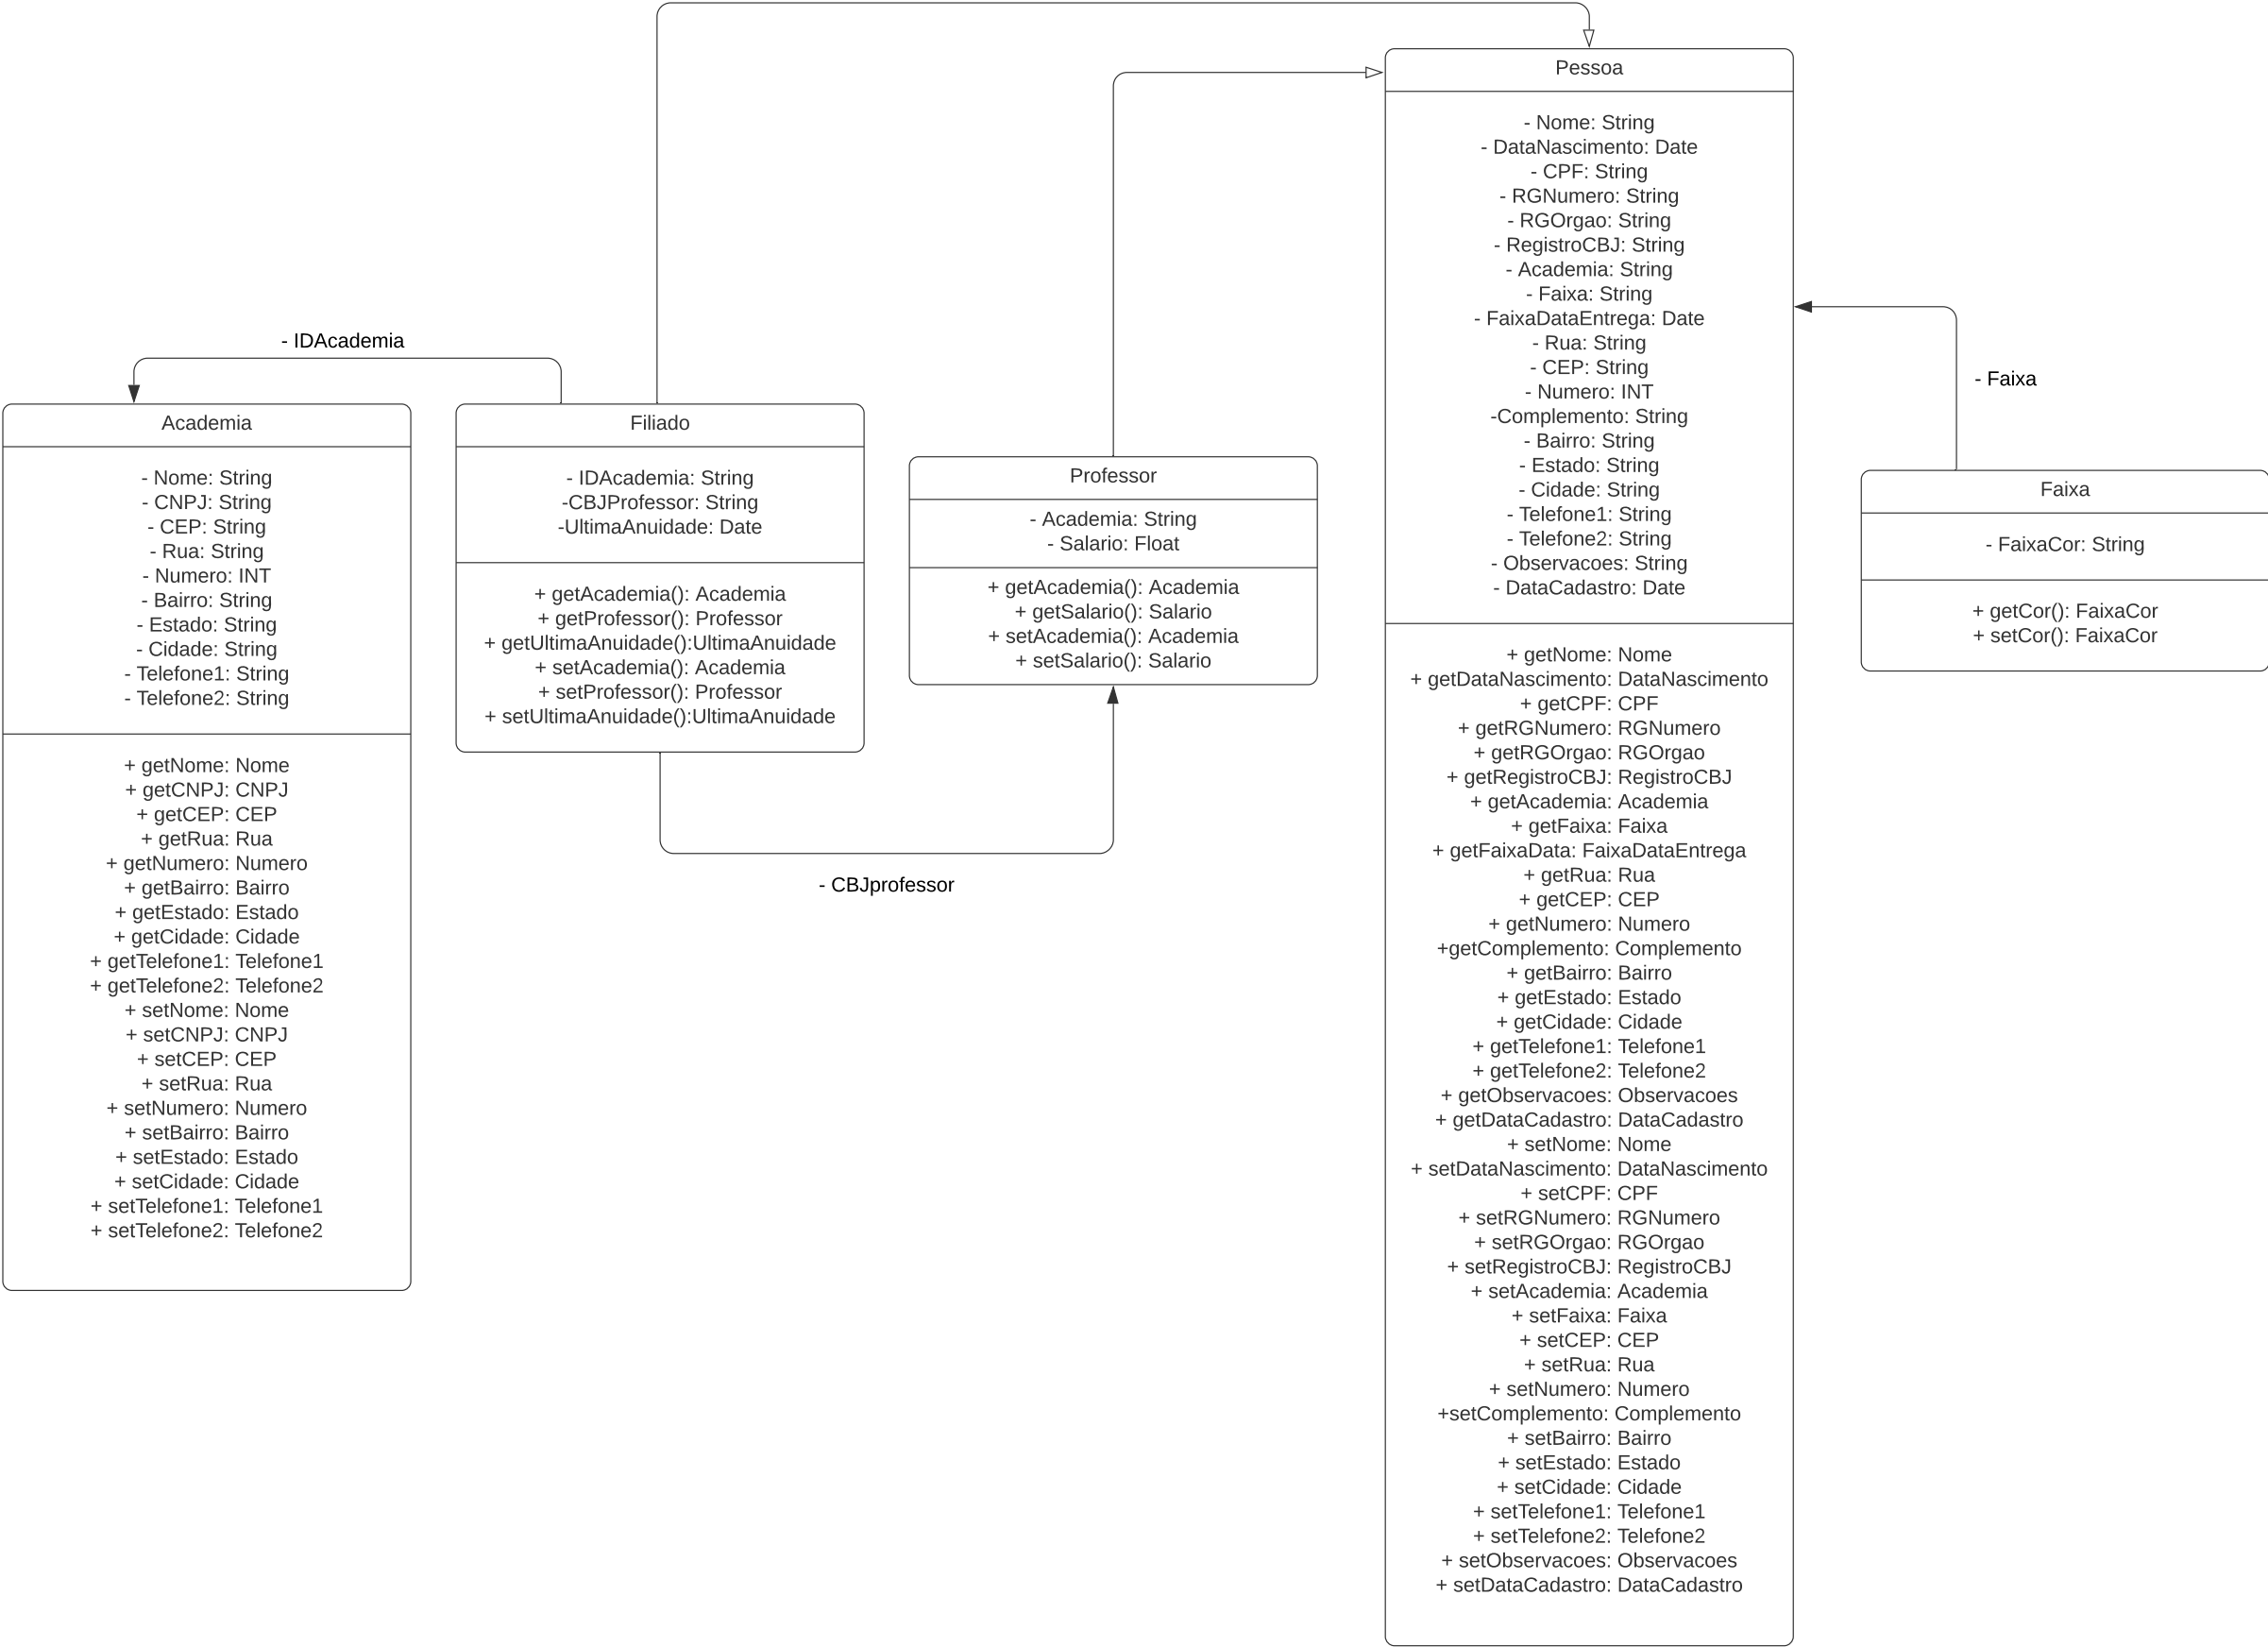 - IDAcademia
Academia
- Nome: String
- CNPJ: String
- CEP: String
- Rua: String
- Numero: INT
- Bairro: String
- Estado: String
- Cidade: String
- Telefone1: String
- Telefone2: String
+ getNome: Nome
+ getCNPJ: CNPJ
+ getCEP: CEP
+ getRua: Rua
+ getNumero: Numero
+ getBairro: Bairro
+ getEstado: Estado
+ getCidade: Cidade
+ getTelefone1: Telefone1
+ getTelefone2: Telefone2
+ setNome: Nome
+ setCNPJ: CNPJ
+ setCEP: CEP
+ setRua: Rua
+ setNumero: Numero
+ setBairro: Bairro
+ setEstado: Estado
+ setCidade: Cidade
+ setTelefone1: Telefone1
+ setTelefone2: Telefone2
Filiado
- IDAcademia: String
-CBJProfessor: String
-UltimaAnuidade: Date
+ getAcademia(): Academia
+ getProfessor(): Professor
+ getUltimaAnuidade():UltimaAnuidade
+ setAcademia(): Academia
+ setProfessor(): Professor
+ setUltimaAnuidade():UltimaAnuidade
- CBJprofessor
Professor
- Academia: String
- Salario: Float
+ getAcademia(): Academia
+ getSalario(): Salario
+ setAcademia(): Academia
+ setSalario(): Salario
Pessoa
- Nome: String
- DataNascimento: Date
- CPF: String
- RGNumero: String
- RGOrgao: String
- RegistroCBJ: String
- Academia: String
- Faixa: String
- FaixaDataEntrega: Date
- Rua: String
- CEP: String
- Numero: INT
-Complemento: String
- Bairro: String
- Estado: String
- Cidade: String
- Telefone1: String
- Telefone2: String
- Observacoes: String
- DataCadastro: Date
+ getNome: Nome
+ getDataNascimento: DataNascimento
+ getCPF: CPF
+ getRGNumero: RGNumero
+ getRGOrgao: RGOrgao
+ getRegistroCBJ: RegistroCBJ
+ getAcademia: Academia
+ getFaixa: Faixa
+ getFaixaData: FaixaDataEntrega
+ getRua: Rua
+ getCEP: CEP
+ getNumero: Numero
+getComplemento: Complemento
+ getBairro: Bairro
+ getEstado: Estado
+ getCidade: Cidade
+ getTelefone1: Telefone1
+ getTelefone2: Telefone2
+ getObservacoes: Observacoes
+ getDataCadastro: DataCadastro
+ setNome: Nome
+ setDataNascimento: DataNascimento
+ setCPF: CPF
+ setRGNumero: RGNumero
+ setRGOrgao: RGOrgao
+ setRegistroCBJ: RegistroCBJ
+ setAcademia: Academia
+ setFaixa: Faixa
+ setCEP: CEP
+ setRua: Rua
+ setNumero: Numero
+setComplemento: Complemento
+ setBairro: Bairro
+ setEstado: Estado
+ setCidade: Cidade
+ setTelefone1: Telefone1
+ setTelefone2: Telefone2
+ setObservacoes: Observacoes
+ setDataCadastro: DataCadastro
- Faixa
Faixa
- FaixaCor: String
+ getCor(): FaixaCor
+ setCor(): FaixaCor